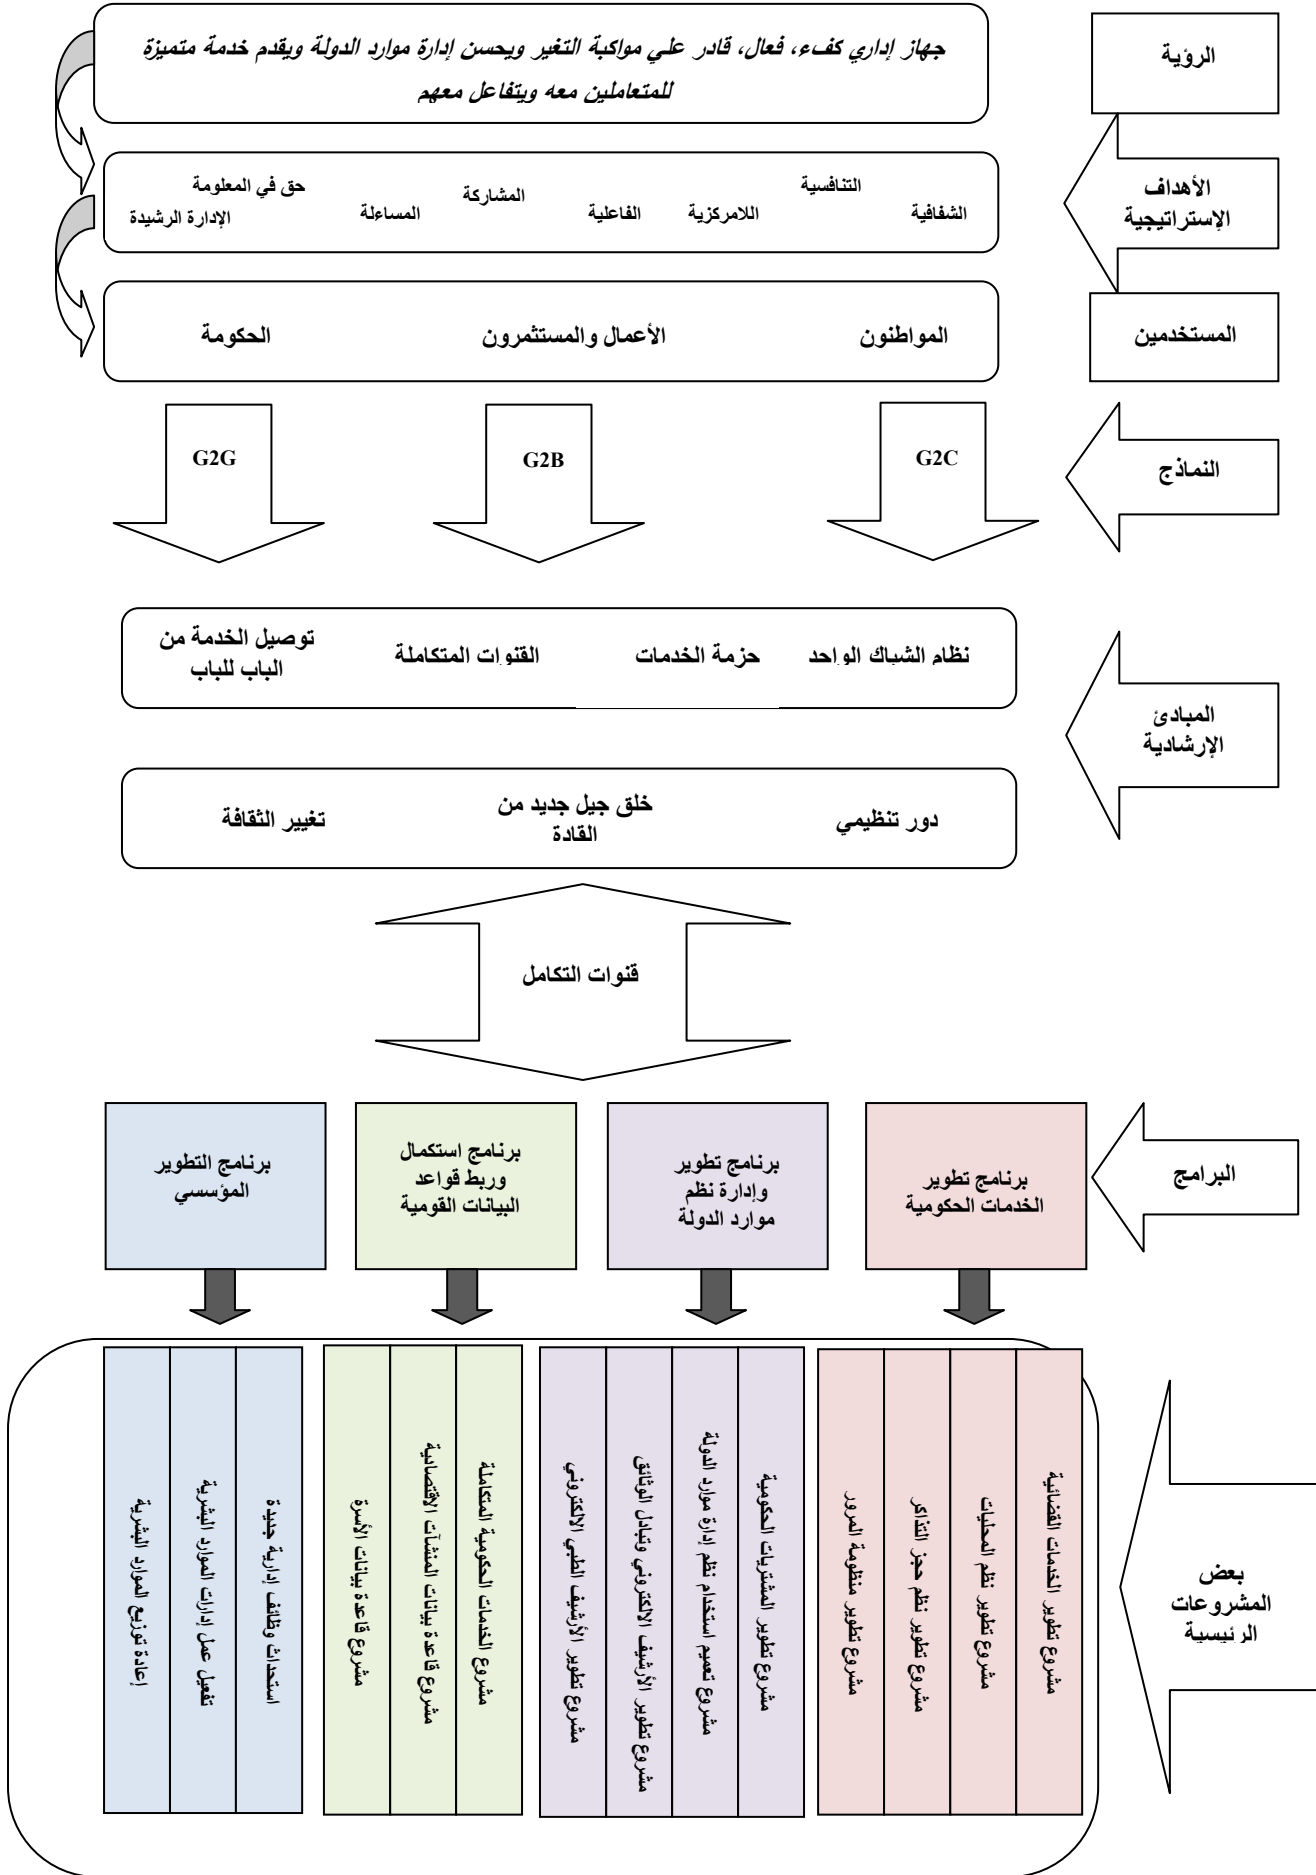 الرؤية
جهاز إداري كفء، فعال، قادر علي مواكبة التغير ويحسن إدارة موارد الدولة ويقدم خدمة متميزة
للمتعاملين معه ويتفاعل معهم
الأهداف
الإستراتيجية
الشفافية
التنافسية
اللامركزية
الفاعلية
المشاركة
المساءلة
حق في المعلومة
الإدارة الرشيدة
المستخدمين
المواطنون
الأعمال والمستثمرون
الحكومة
النماذج
G2C
G2B
G2G
المبادئ
الإرشادية
نظام الشباك الواحد
حزمة الخدمات
القنوات المتكاملة
توصيل الخدمة من
الباب للباب
دور تنظيمي
خلق جيل جديد من
القادة
تغيير الثقافة
قنوات التكامل
البرامج
برنامج تطوير
الخدمات الحكومية
برنامج تطوير
وإدارة نظم
موارد الدولة
برنامج استكمال
وربط قواعد
البيانات القومية
برنامج التطوير
المؤسسي
بعض
المشروعات
الرئيسية
مشروع تطوير الخدمات القضائية
مشروع تطوير نظم المحليات
مشروع تطوير نظم حجز التذاكر
مشروع تطوير منظومة المرور
مشروع تطوير المشتريات الحكومية
مشروع تعميم استخدام نظم إدارة موارد الدولة
مشروع تطوير الأرشيف الالكتروني وتبادل الوثائق
مشروع تطوير الأرشيف الطبي الالكتروني
مشروع الخدمات الحكومية المتكاملة
مشروع قاعدة بيانات المنشآت الاقتصادية
مشروع قاعدة بيانات الأسرة
استحداث وظائف إدارية جديدة
تفعيل عمل إدارات الموارد البشرية
إعادة توزيع الموارد البشرية